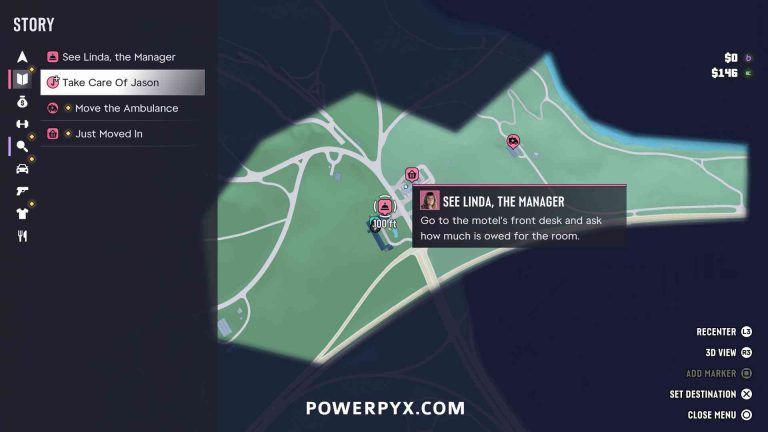 STORY
See Linda, the Manager
Take Care Of Jason
Move the Ambulance
Just Moved In
$0
$146
100 ft
SEE LINDA, THE MANAGER
Go to the motel's front desk and ask
how much is owed for the room.
RECENTER L3
3D VIEW R3
ADD MARKER
SET DESTINATION
CLOSE MENU
POWERPYX.COM